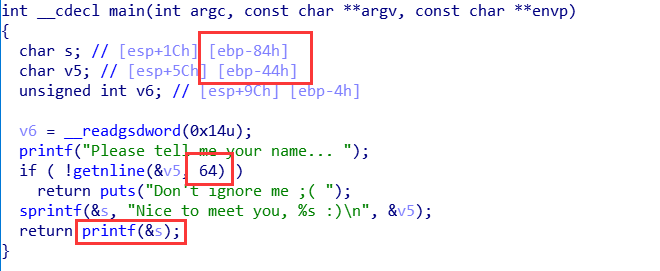 int __cdecl main(int argc, const char **argv, const char **envp)
{
  char s; // [esp+1Ch] [ebp-84h]
  char v5; // [esp+5Ch] [ebp-44h]
  unsigned int v6; // [esp+9Ch] [ebp-4h]

  v6 = __readgsdword(0x14u);
  printf("Please tell me your name... ");
  if ( !getnline(&v5, 64) )
    return puts("Don't ignore me ;( ");
  sprintf(&s, "Nice to meet you, %s :)\n", &v5);
  return printf(&s);
}